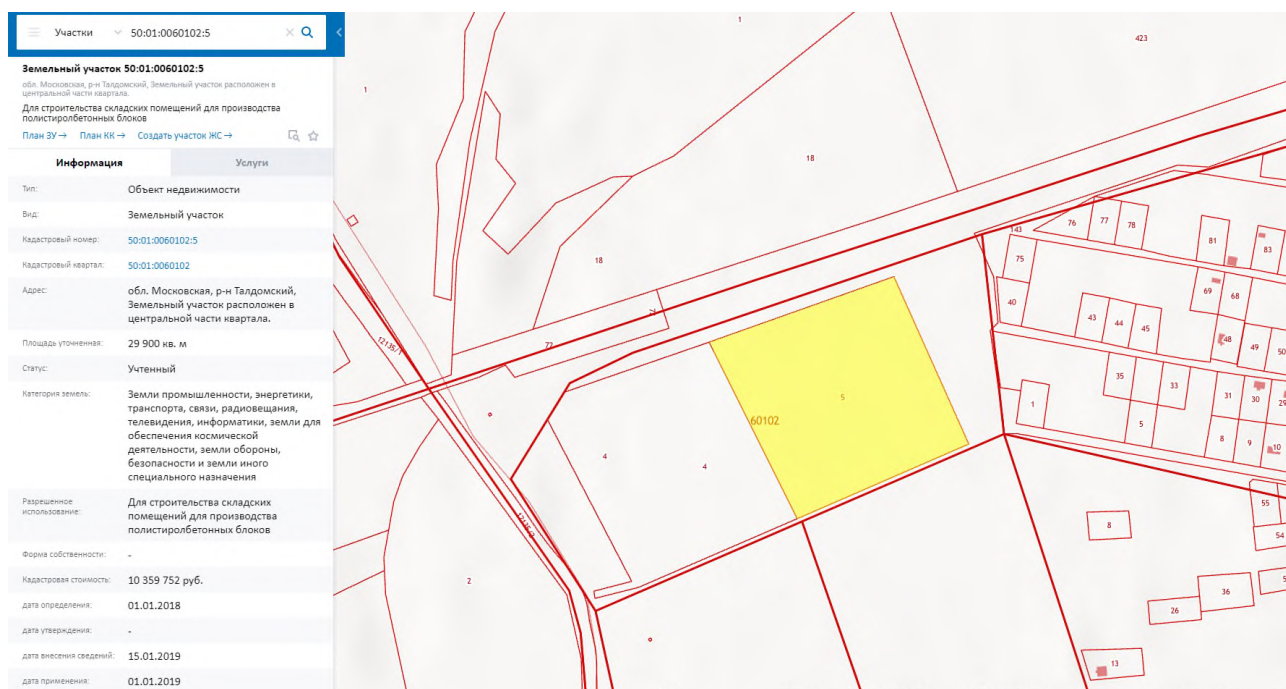 Участки 50:01:0060102:5
Земельный участок 50:01:0060102:5
обл. Московская, р-н Талдомский, Земельный участок расположен в
центральной части квартала.
Для строительства складских помещений для производства
полистиролбетонных блоков
План ЗУ → План КК → Создать участок ЖС →
Информация Услуги
Тип: Объект недвижимости
Вид: Земельный участок
Кадастровый номер: 50:01:0060102:5
Кадастровый квартал: 50:01:0060102
Адрес: обл. Московская, р-н Талдомский,
Земельный участок расположен в
центральной части квартала.
Площадь уточненная: 29 900 кв. м
Статус: Учтенный
Категория земель: Земли промышленности, энергетики,
транспорта, связи, радиовещания,
телевидения, информатики, земли для
обеспечения космической
деятельности, земли обороны,
безопасности и земли иного
специального назначения
Разрешенное использование: Для строительства складских
помещений для производства
полистиролбетонных блоков
Форма собственности: -
Кадастровая стоимость: 10 359 752 руб.
дата определения: 01.01.2018
дата утверждения: -
дата внесения сведений: 15.01.2019
дата применения: 01.01.2019
1
423
1
18
18
76
77
78
143
81
83
75
69
68
40
43
44
45
48
49
50
72
12135/1
35
33
31
30
29
1
5
8
9
10
5
60102
4
4
55
54
8
2
36
26
5
13